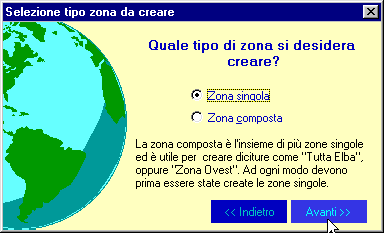 Selezione tipo zona da creare
Quale tipo di zona si desidera
creare?
Zona singola
Zona composta
La zona composta è l'insieme di più zone singole
ed è utile per creare diciture come "Tutta Elba",
oppure "Zona Ovest". Ad ogni modo devono
prima essere state create le zone singole.
<< Indietro
Avanti >>